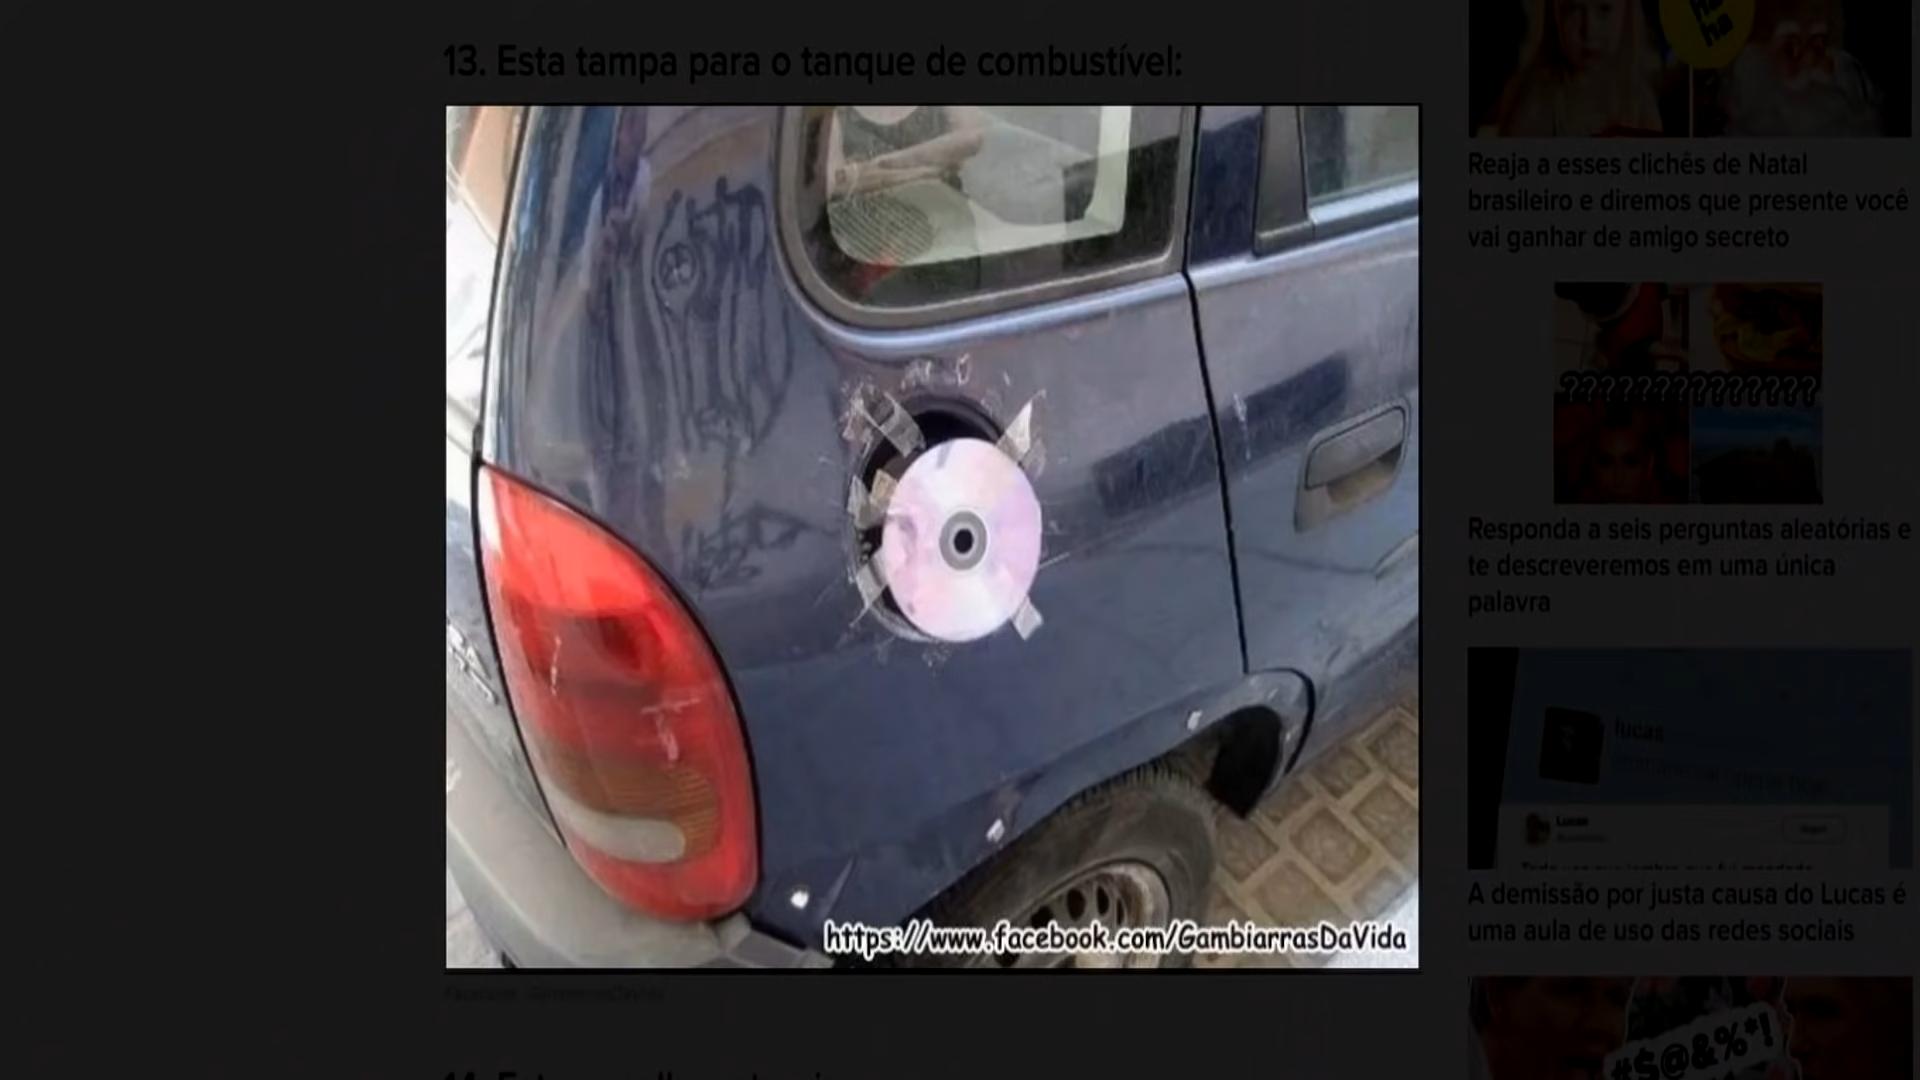 13. Esta tampa para o tanque de combustível:
https://www.facebook.com/GambiarrasDaVida
Reaja a esses clichês de Natal
brasileiro e diremos que presente você
vai ganhar de amigo secreto
?????????????
Responda a seis perguntas aleatórias e
te descreveremos em uma única
palavra
lucas
Lucas
A demissão por justa causa do Lucas é
uma aula de uso das redes sociais
#$@&%*!